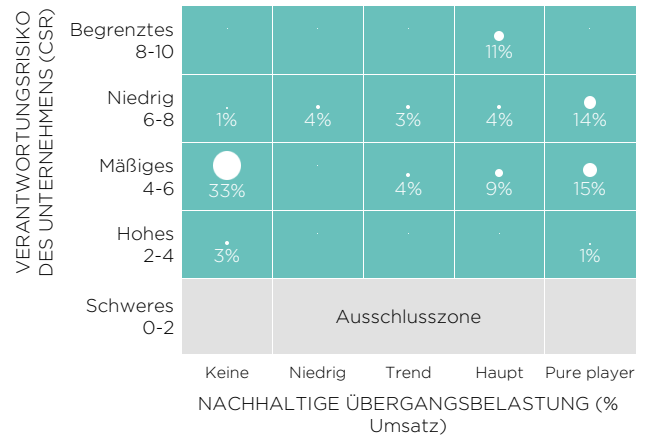 VERANTWORTUNGSRISIKO
DES UNTERNEHMENS (CSR)
Begrenztes
8-10
11%
Niedrig
6-8
1% 4% 3% 4% 14%
Mäßiges
4-6
33% 4% 9% 15%
Hohes
2-4
3% 1%
Schweres
0-2
Ausschlusszone
Keine Niedrig Trend Haupt Pure player
NACHHALTIGE ÜBERGANGSBELASTUNG (%
Umsatz)